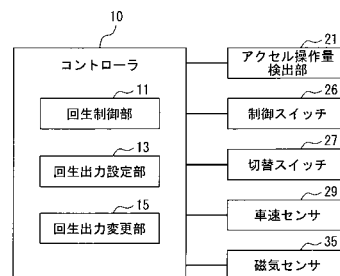 10
コントローラ
11
回生制御部
13
回生出力設定部
15
回生出力変更部
21
アクセル操作量
検出部
26
制御スイッチ
27
切替スイッチ
29
車速センサ
35
磁気センサ